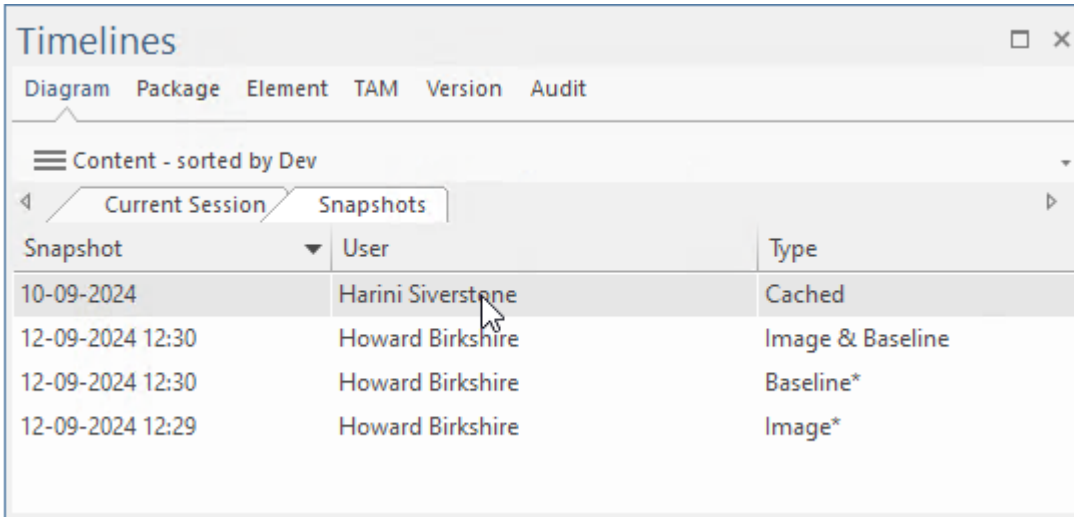 Timelines
Diagram Package Element TAM Version Audit
Content - sorted by Dev
Current Session Snapshots
Snapshot User Type
10-09-2024 Harini Siverstone Cached
12-09-2024 12:30 Howard Birkshire Image & Baseline
12-09-2024 12:30 Howard Birkshire Baseline*
12-09-2024 12:29 Howard Birkshire Image*